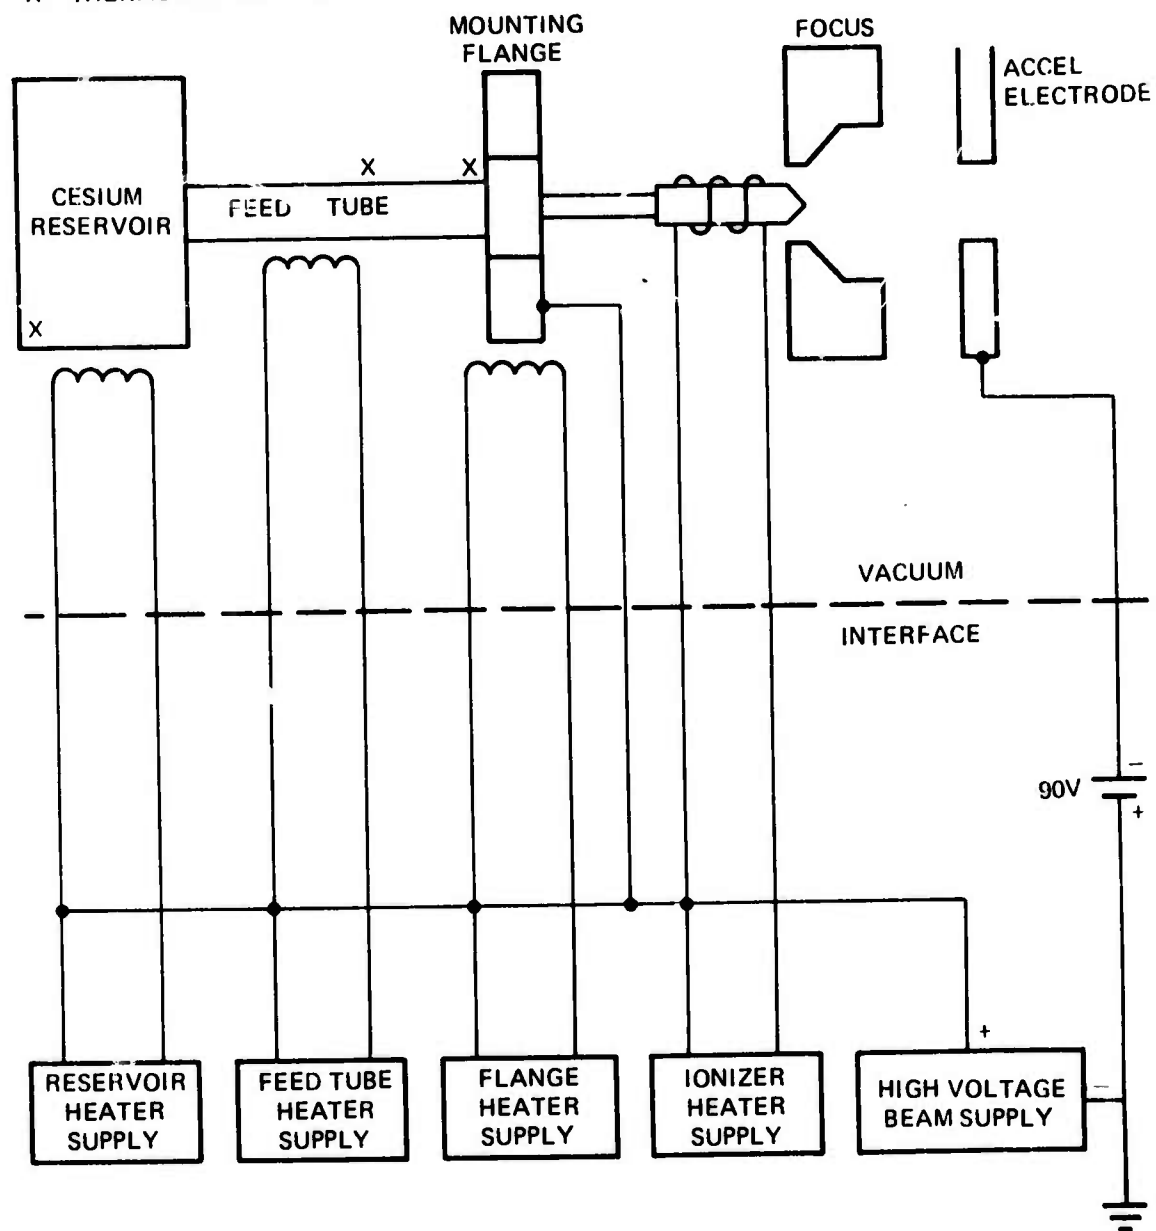 MOUNTING
FLANGE
FOCUS
ACCEL
ELECTRODE
X
X
CESIUM
RESERVOIR
FEED TUBE
X
VACUUM
INTERFACE
90V
−
+
+
−
RESERVOIR
HEATER
SUPPLY
FEED TUBE
HEATER
SUPPLY
FLANGE
HEATER
SUPPLY
IONIZER
HEATER
SUPPLY
HIGH VOLTAGE
BEAM SUPPLY